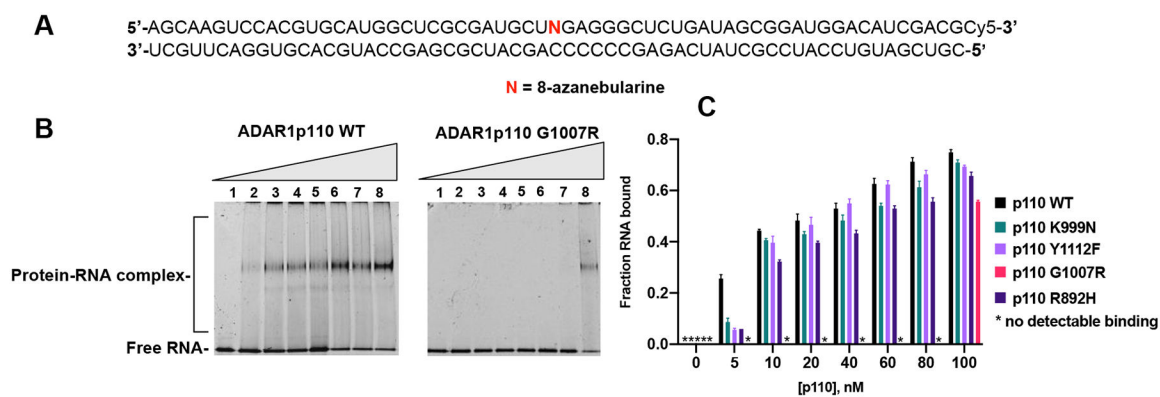 A
5'-AGCAAGUCCACGUGCAUGGCUCGCGAUGCUNGAGGGCUCUGAUAGCGGAUGGACAUCGACGCy5-3'
3'-UCGUUCAGGUGCACGUACCGAGCGCUACGACCCCCCCGAGACUAUCGCCUACCUGUAGCUGC-5'
N = 8-azanebularine
B
ADAR1p110 WT
ADAR1p110 G1007R
1 2 3 4 5 6 7 8
1 2 3 4 5 6 7 8
Protein-RNA complex-
Free RNA-
C
Fraction RNA bound
0.8
0.6
0.4
0.2
0.0
*****
*
*
*
*
*
*
0 5 10 20 40 60 80 100
[p110], nM
p110 WT
p110 K999N
p110 Y1112F
p110 G1007R
p110 R892H
* no detectable binding